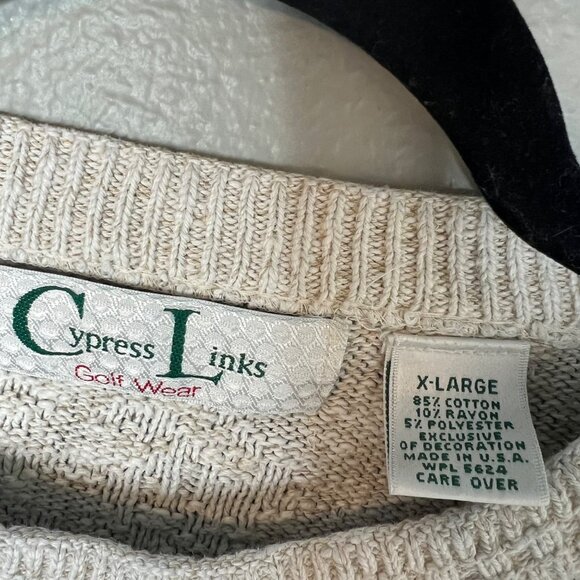 Cypress Links
Golf Wear
X-LARGE
85% COTTON
10% RAYON
5% POLYESTER
EXCLUSIVE
OF DECORATION
MADE IN U.S.A.
WPL 5624
CARE OVER